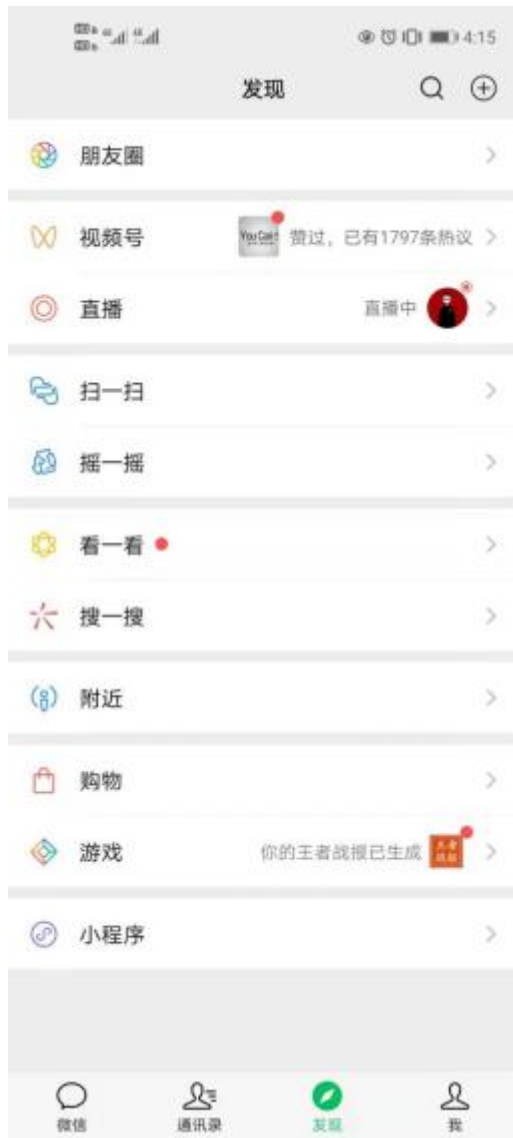 4:15
发现
朋友圈
视频号 赞过，已有1797条热议
直播 直播中
扫一扫
摇一摇
看一看
搜一搜
附近
购物
游戏 你的王者战报已生成
小程序
微信 通讯录 发现 我